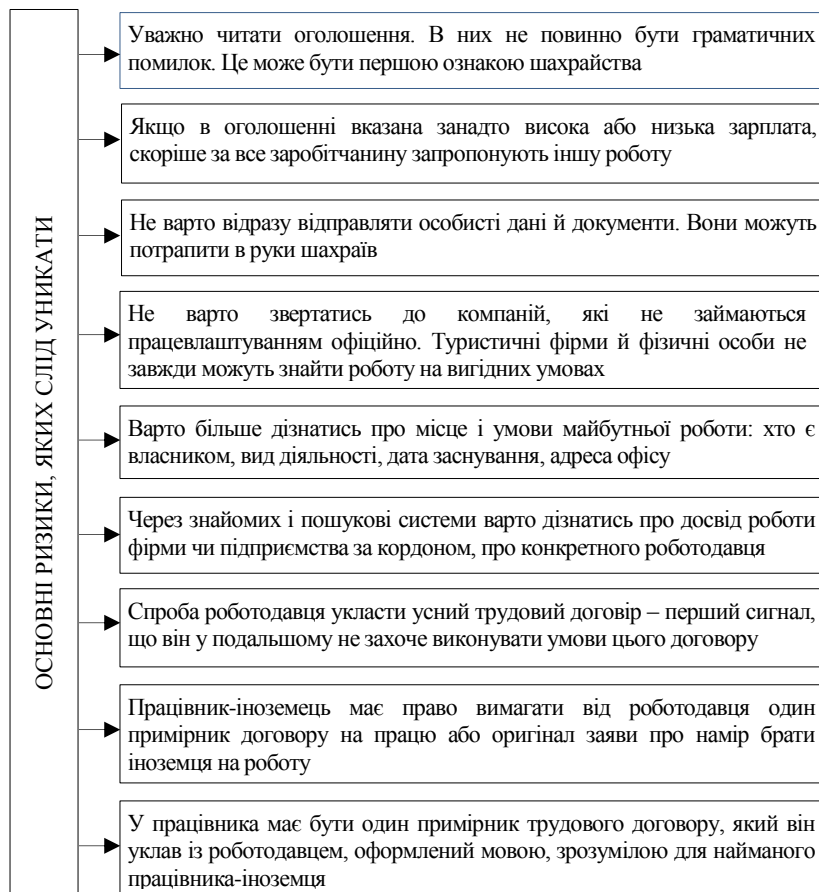 ОСНОВНІ РИЗИКИ, ЯКИХ СЛІД УНИКАТИ
Уважно читати оголошення. В них не повинно бути граматичних
помилок. Це може бути першою ознакою шахрайства
Якщо в оголошенні вказана занадто висока або низька зарплата,
скоріше за все заробітчанину запропонують іншу роботу
Не варто відразу відправляти особисті дані й документи. Вони можуть
потрапити в руки шахраїв
Не варто звертатись до компаній, які не займаються
працевлаштуванням офіційно. Туристичні фірми й фізичні особи не
завжди можуть знайти роботу на вигідних умовах
Варто більше дізнатись про місце і умови майбутньої роботи: хто є
власником, вид діяльності, дата заснування, адреса офісу
Через знайомих і пошукові системи варто дізнатись про досвід роботи
фірми чи підприємства за кордоном, про конкретного роботодавця
Спроба роботодавця укласти усний трудовий договір – перший сигнал,
що він у подальшому не захоче виконувати умови цього договору
Працівник-іноземець має право вимагати від роботодавця один
примірник договору на працю або оригінал заяви про намір брати
іноземця на роботу
У працівника має бути один примірник трудового договору, який він
уклав із роботодавцем, оформлений мовою, зрозумілою для найманого
працівника-іноземця